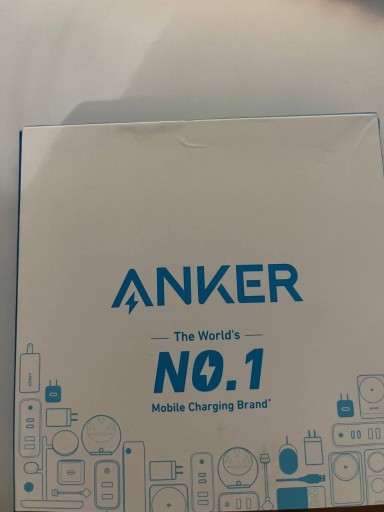 ANKER
The World's
NO.1
Mobile Charging Brand*